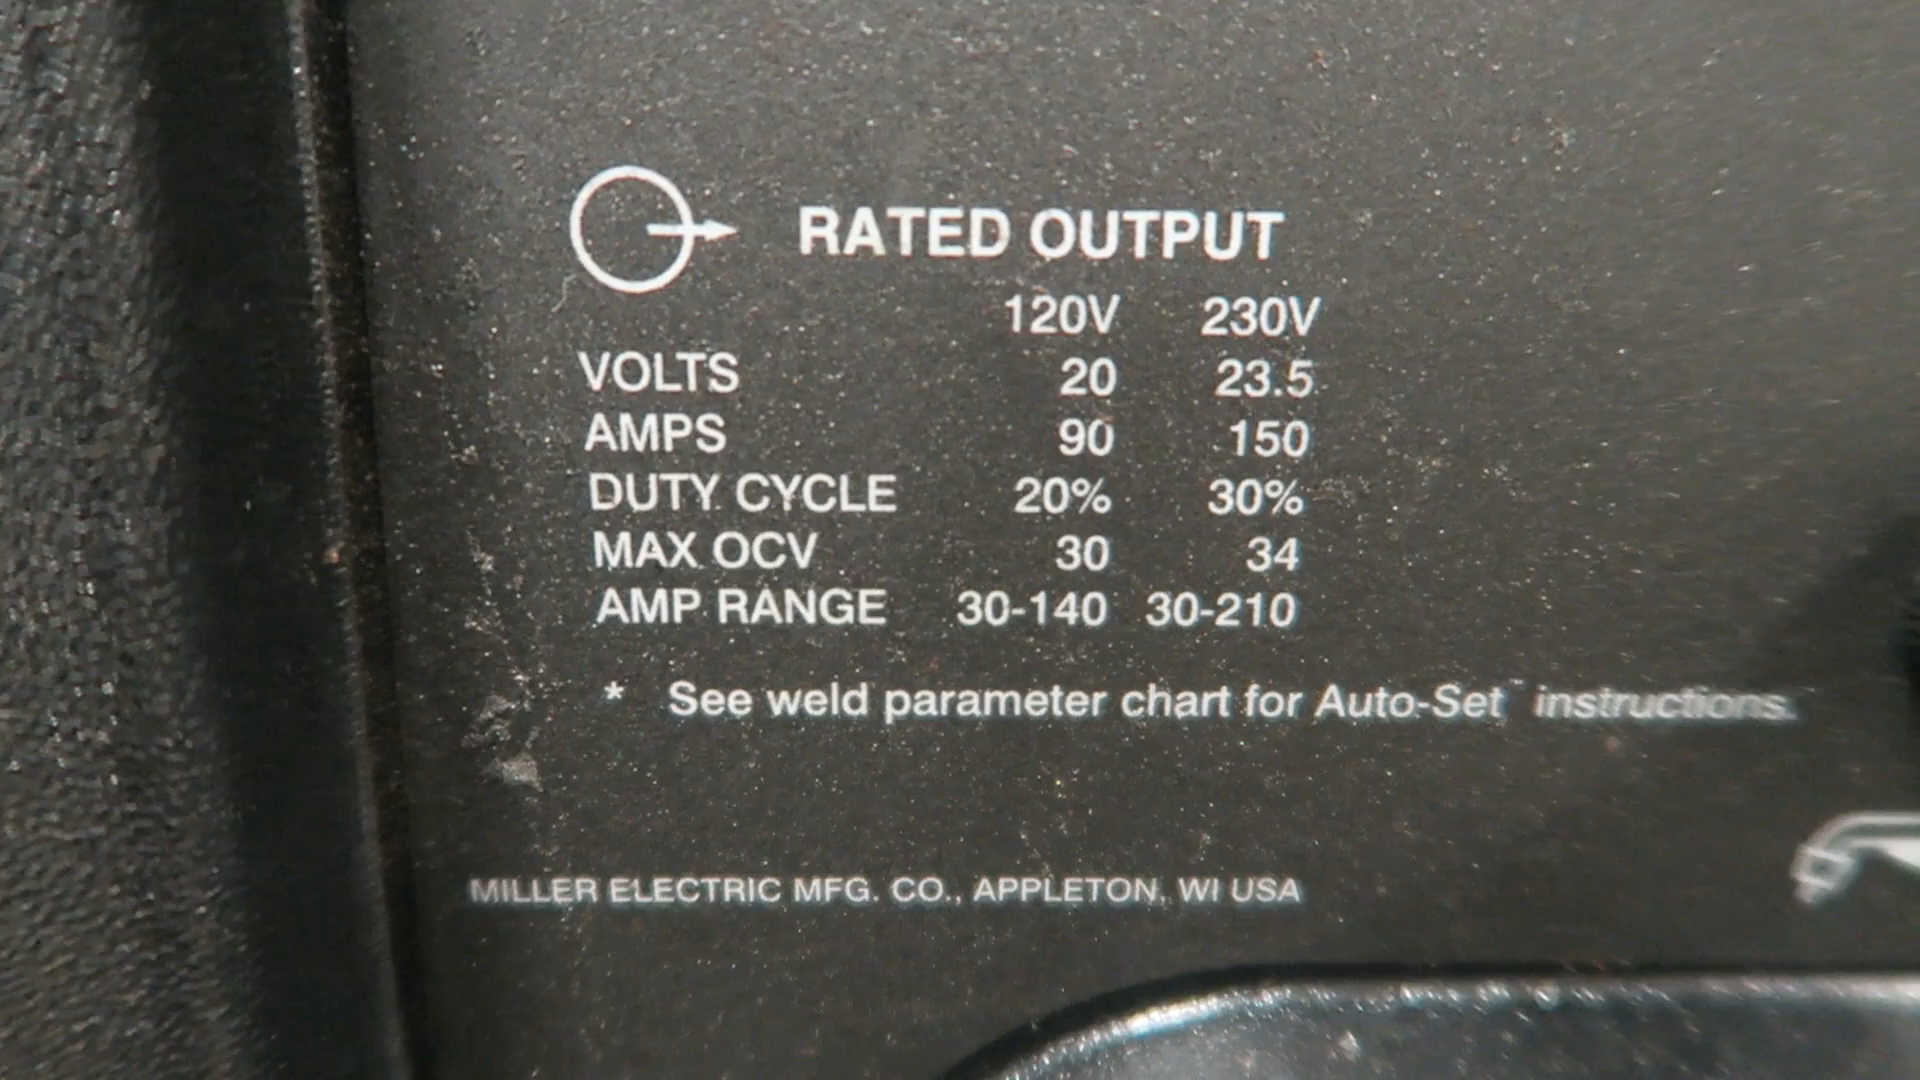 RATED OUTPUT
120V 230V
VOLTS 20 23.5
AMPS 90 150
DUTY CYCLE 20% 30%
MAX OCV 30 34
AMP RANGE 30-140 30-210
* See weld parameter chart for Auto-Set™ instructions.
MILLER ELECTRIC MFG. CO., APPLETON, WI USA